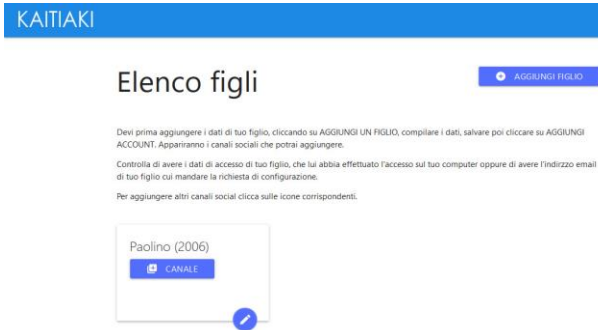 KAITIAKI
Elenco figli
AGGIUNGI FIGLIO
Devi prima aggiungere i dati di tuo figlio, cliccando su AGGIUNGI UN FIGLIO, compilare i dati, salvare poi cliccare su AGGIUNGI
ACCOUNT. Appariranno i canali sociali che potrai aggiungere.
Controlla di avere i dati di accesso di tuo figlio, che lui abbia effettuato l'accesso sul tuo computer oppure di avere l'indirzzo email
di tuo figlio cui mandare la richiesta di configurazione.
Per aggiungere altri canali social clicca sulle icone corrispondenti.
Paolino (2006)
CANALE